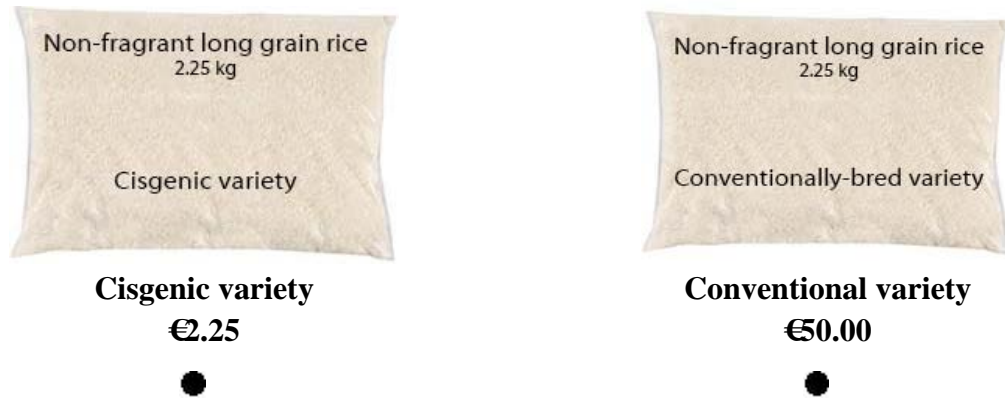 Non-fragrant long grain rice
2.25 kg
Cisgenic variety
Cisgenic variety
€2.25
Non-fragrant long grain rice
2.25 kg
Conventionally-bred variety
Conventional variety
€50.00